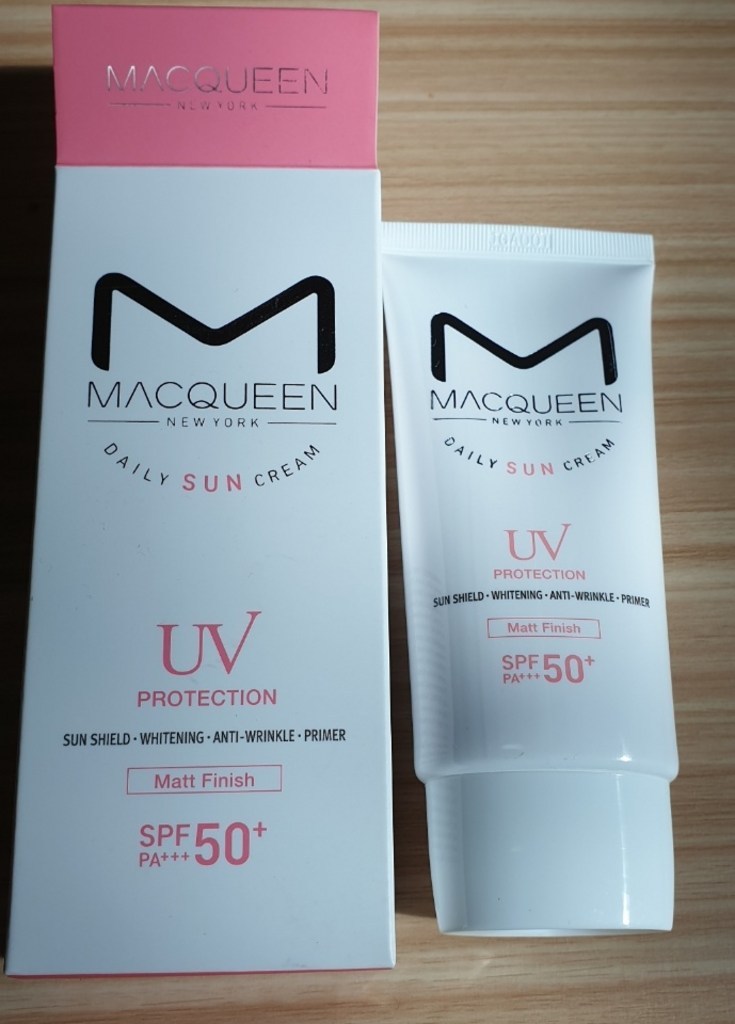 MACQUEEN
NEW YORK
MACQUEEN
NEW YORK
DAILY SUN CREAM
UV
PROTECTION
SUN SHIELD · WHITENING · ANTI-WRINKLE · PRIMER
Matt Finish
SPF 50+
PA+++
MACQUEEN
NEW YORK
DAILY SUN CREAM
UV
PROTECTION
SUN SHIELD · WHITENING · ANTI-WRINKLE · PRIMER
Matt Finish
SPF 50+
PA+++